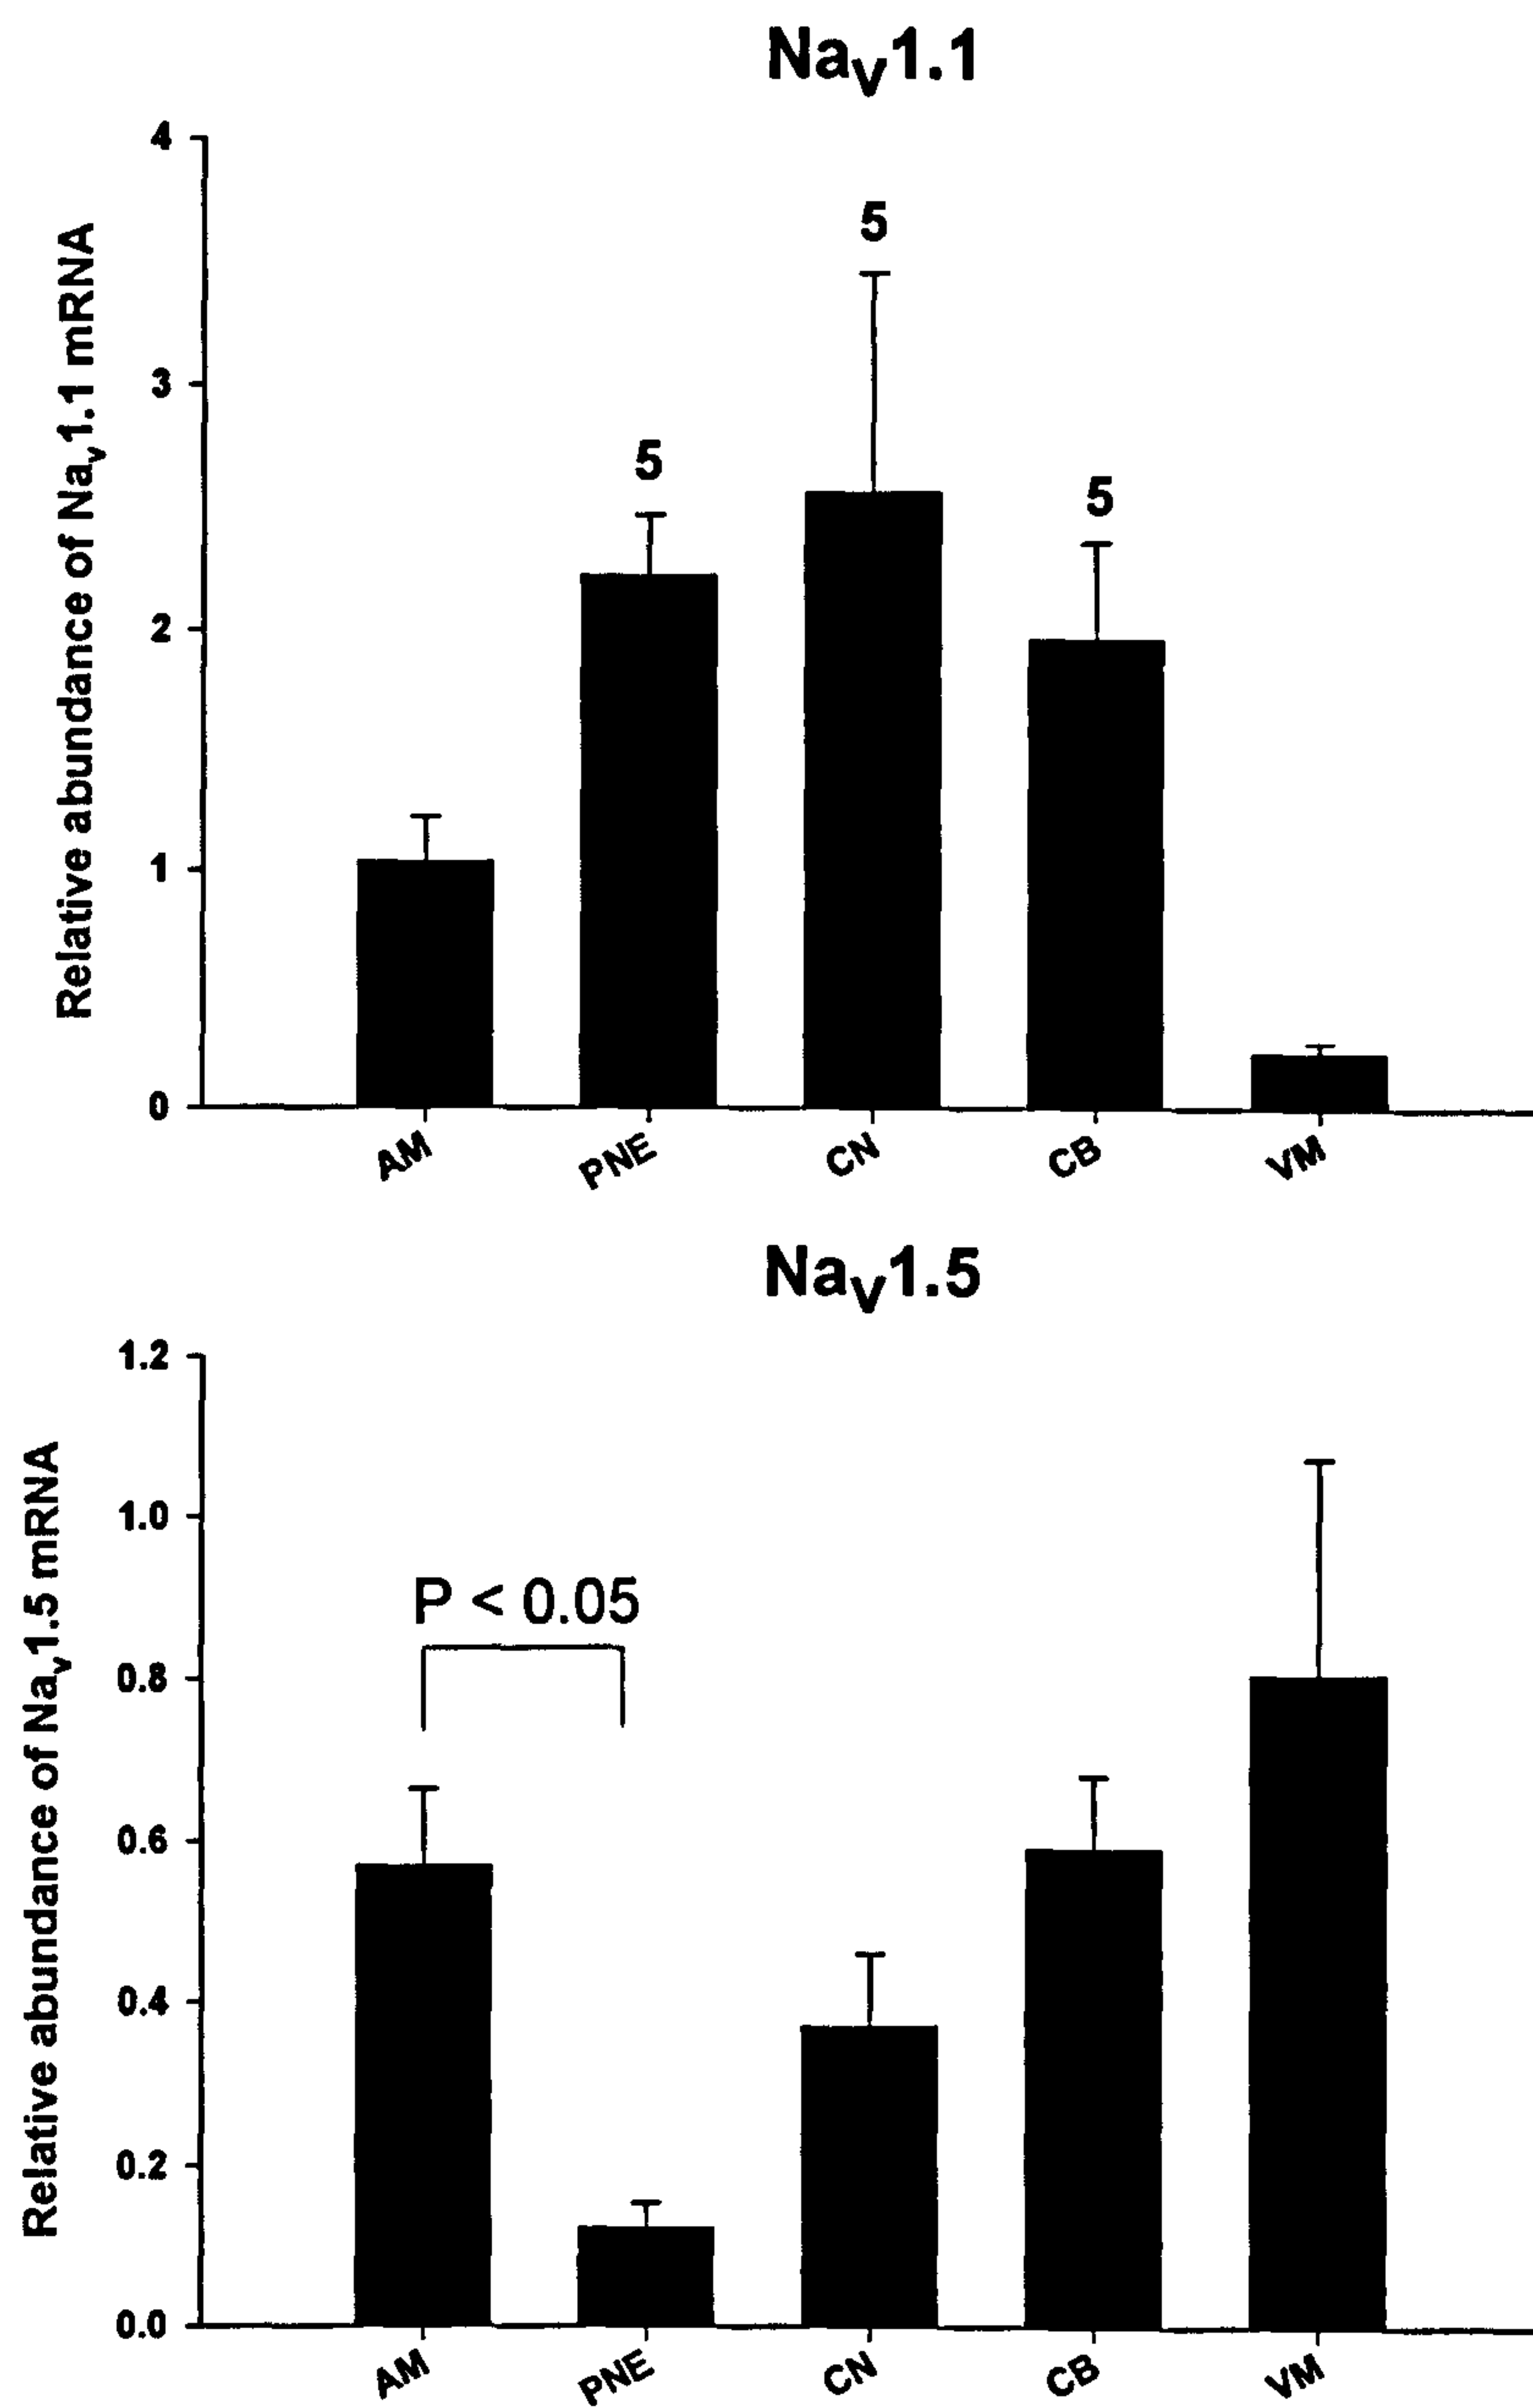 Nav1.1
Relative abundance of Nav1.1 mRNA
4
3
2
1
0
5
5
5
AM
PNE
CN
CB
VM
Nav1.5
Relative abundance of Nav1.5 mRNA
1.2
1.0
0.8
0.6
0.4
0.2
0.0
P < 0.05
AM
PNE
CN
CB
VM